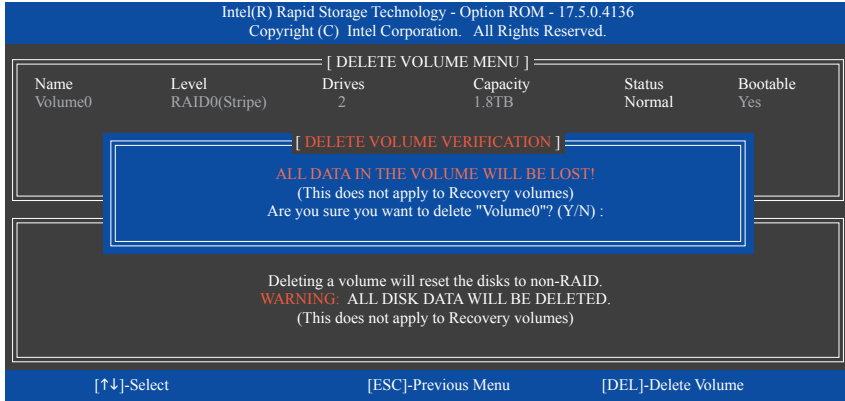 Intel(R) Rapid Storage Technology - Option ROM - 17.5.0.4136
Copyright (C) Intel Corporation. All Rights Reserved.
[ DELETE VOLUME MENU ]
Name Level Drives Capacity Status Bootable
Volume0 RAID0(Stripe) 2 1.8TB Normal Yes
[ DELETE VOLUME VERIFICATION ]
ALL DATA IN THE VOLUME WILL BE LOST!
(This does not apply to Recovery volumes)
Are you sure you want to delete "Volume0"? (Y/N) :
Deleting a volume will reset the disks to non-RAID.
WARNING: ALL DISK DATA WILL BE DELETED.
(This does not apply to Recovery volumes)
[↑↓]-Select [ESC]-Previous Menu [DEL]-Delete Volume